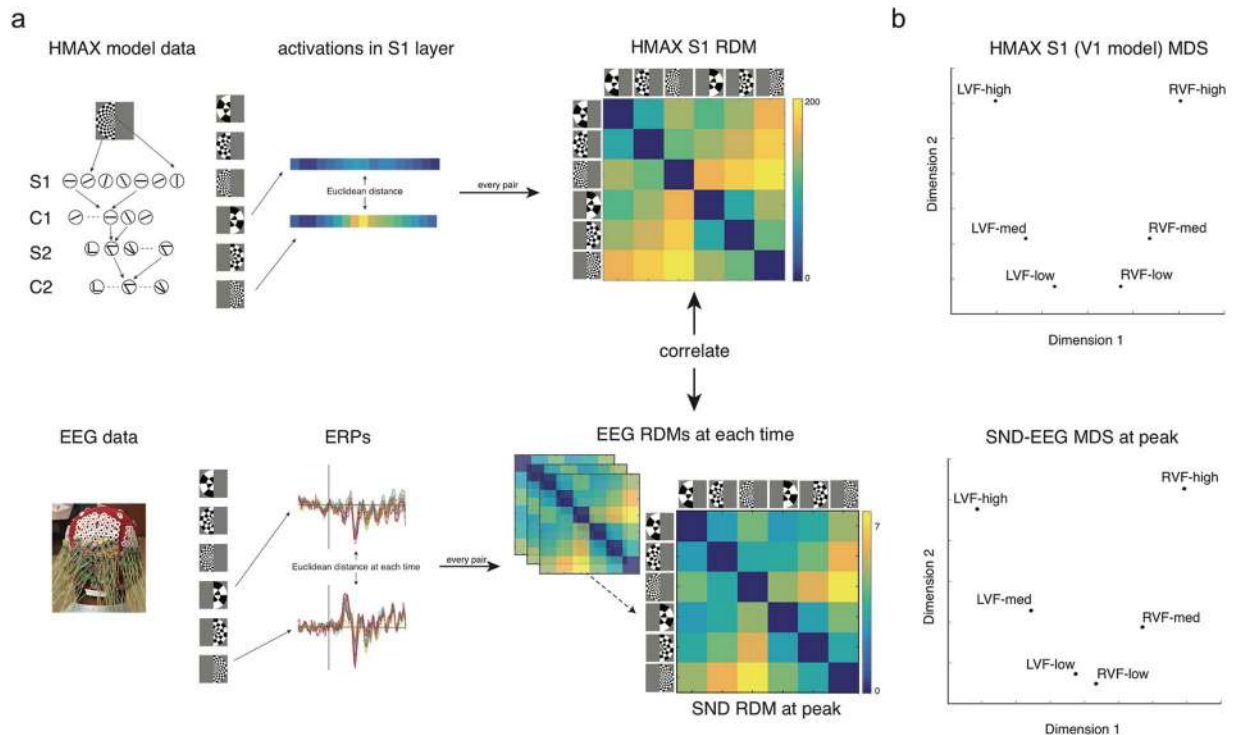 a
b
HMAX model data
activations in S1 layer
HMAX S1 RDM
HMAX S1 (V1 model) MDS
S1
C1
S2
C2
Euclidean distance
every pair
200
0
LVF-high
RVF-high
LVF-med
RVF-med
LVF-low
RVF-low
Dimension 2
Dimension 1
correlate
EEG data
ERPs
EEG RDMs at each time
SND-EEG MDS at peak
Euclidean distance at each time
every pair
7
0
SND RDM at peak
RVF-high
LVF-high
LVF-med
RVF-med
LVF-low
RVF-low
Dimension 2
Dimension 1